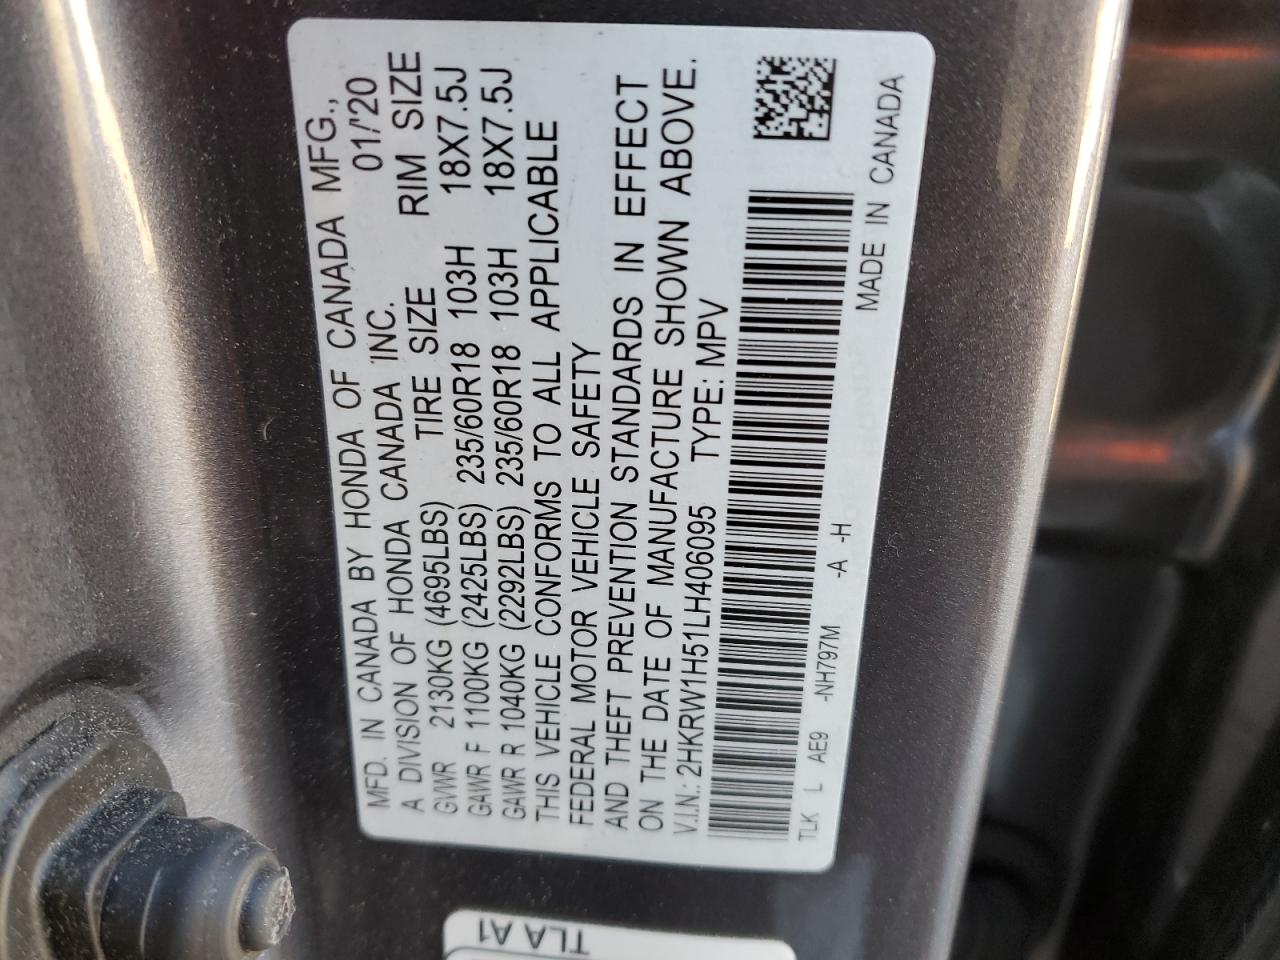 MFD. IN CANADA BY HONDA OF CANADA MFG.,
A DIVISION OF HONDA CANADA INC. 01/'20
GVWR 2130KG (4695LBS) TIRE SIZE RIM SIZE
GAWR F 1100KG (2425LBS) 235/60R18 103H 18X7.5J
GAWR R 1040KG (2292LBS) 235/60R18 103H 18X7.5J
THIS VEHICLE CONFORMS TO ALL APPLICABLE
FEDERAL MOTOR VEHICLE SAFETY
AND THEFT PREVENTION STANDARDS IN EFFECT
ON THE DATE OF MANUFACTURE SHOWN ABOVE.
V.I.N.: 2HKRW1H51LH406095 TYPE: MPV
TLK L AE9 -NH797M -A -H MADE IN CANADA
TLA A1